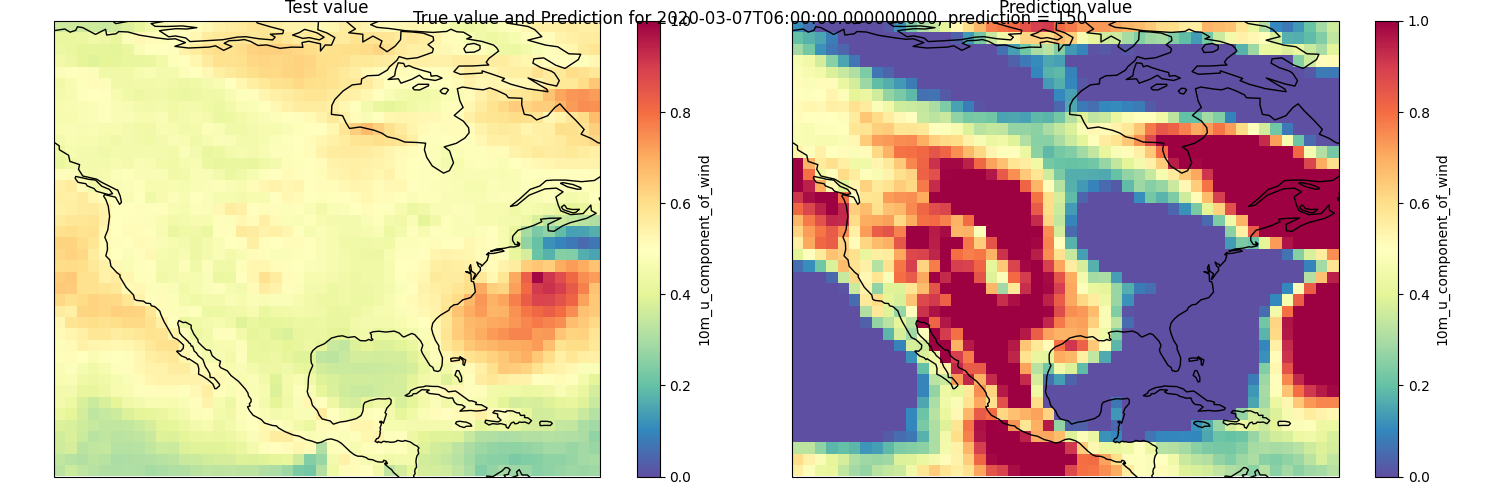 Test value
Prediction value
True value and Prediction for 2020-03-07T06:00:00.000000000, prediction = 150
1.0
0.8
0.6
0.4
0.2
0.0
10m_u_component_of_wind
1.0
0.8
0.6
0.4
0.2
0.0
10m_u_component_of_wind